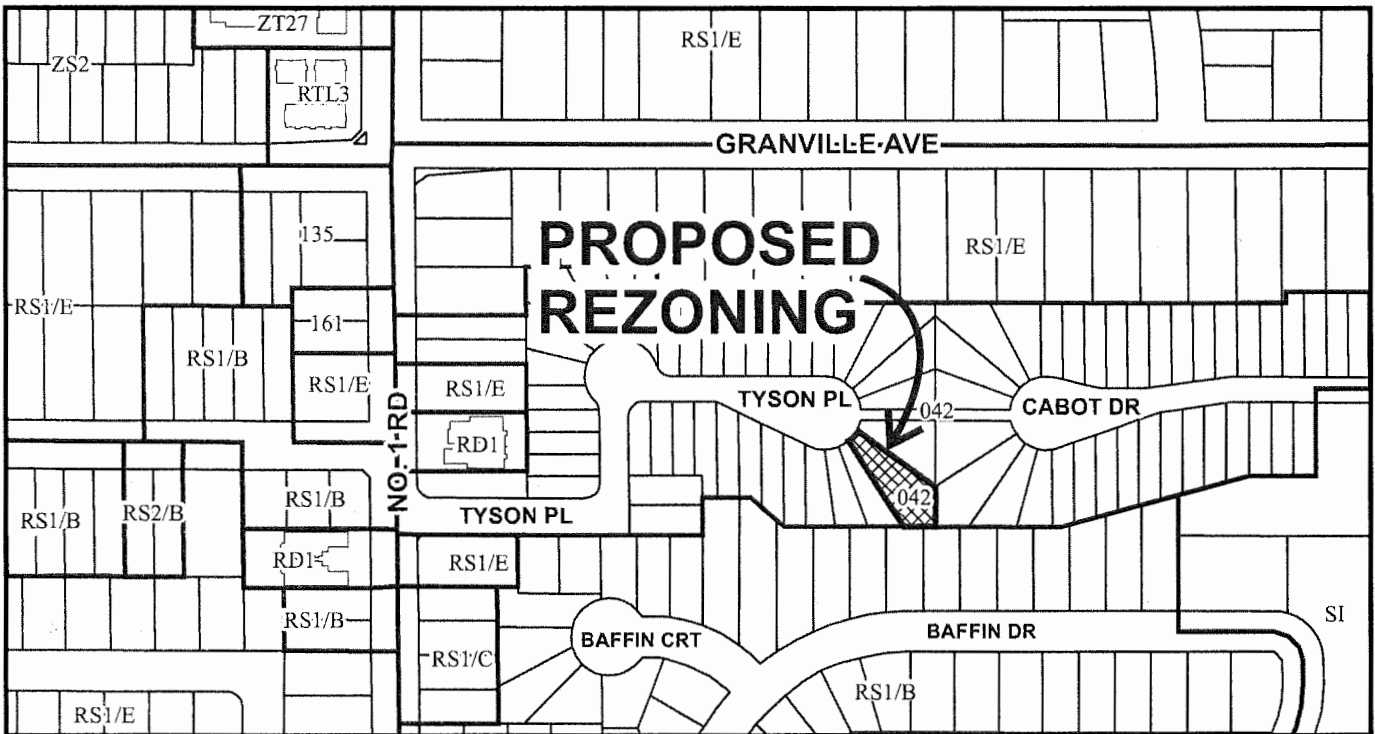 ZT27
RS1/E
ZS2
RTL3
GRANVILLE AVE
135
PROPOSED
REZONING
RS1/E
RS1/E
161
RS1/B
RS1/E
RS1/E
TYSON PL
042
CABOT DR
NO. 1 RD
RD1
042
RS1/B
RS2/B
RS1/B
TYSON PL
RD1
RS1/E
RS1/B
BAFFIN CRT
BAFFIN DR
SI
RS1/C
RS1/B
RS1/E